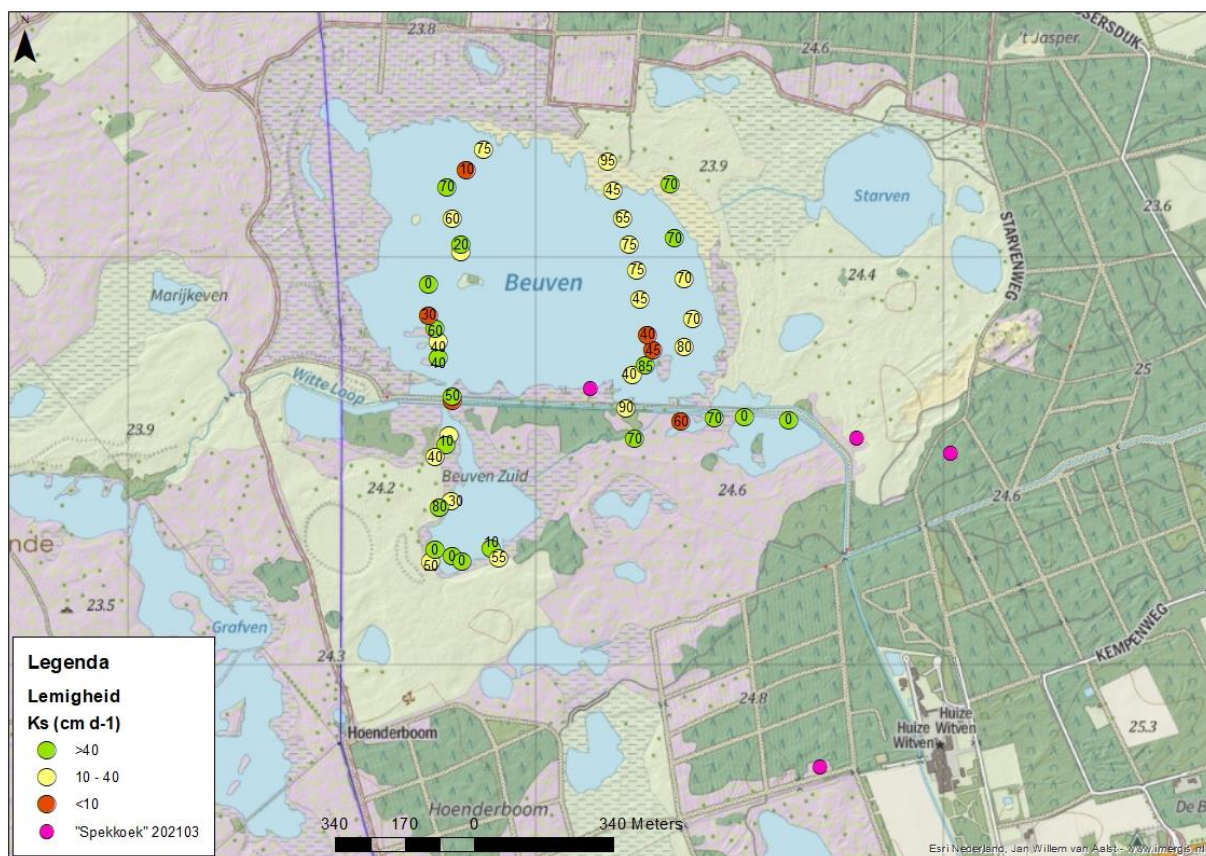 N
23.8
24.6
SERSDIJK
't Jasper
75
10
95
70
45
70
23.9
Starven
23.6
60
65
STARVENWEG
20
75
70
24.4
Marijkeven
0
Beuven
75
70
45
30
70
60
40
40
45
80
40
85
25
Witte Loop
40
50
90
60
70
0
0
23.9
10
70
40
Beuven Zuid
24.2
24.6
24.6
80
30
nde
0
0
0
10
55
50
23.5
Grafven
24.3
KEMPENWEG
24.8
Hoenderboom
Huize
Witven
Huize
Witven
25.3
Hoenderboom
De B
Legenda
Lemigheid
Ks (cm d-1)
>40
10 - 40
<10
"Spekkoek" 202103
340 170 0 340 Meters
Esri Nederland, Jan Willem van Aalst - www.imergis.nl